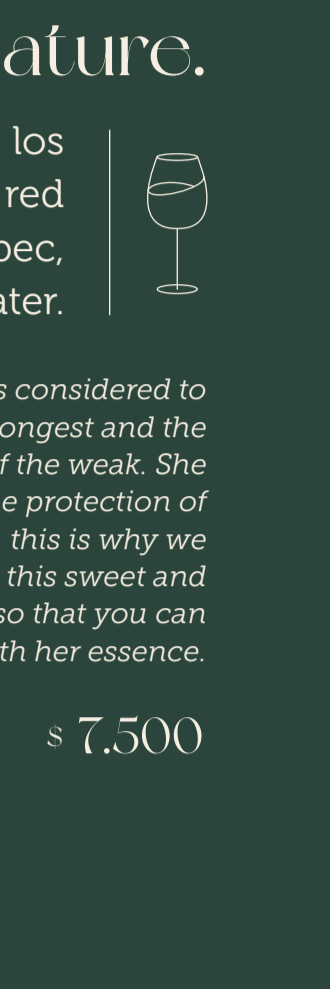 ature.
los
red
bec,
ater.
s considered to
ongest and the
f the weak. She
e protection of
this is why we
this sweet and
so that you can
th her essence.
$ 7.500